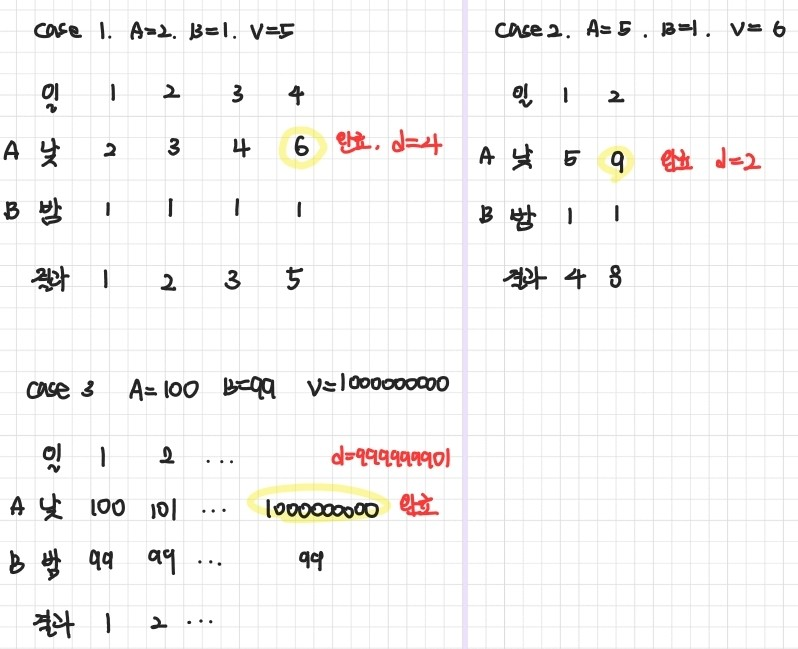 Case 1. A=2. B=1. V=5
일 1 2 3 4
A 낮 2 3 4 6 완료. d=4
B 밤 1 1 1 1
결과 1 2 3 5
Case 2. A=5. B=1. V=6
일 1 2
A 낮 5 9 완료 d=2
B 밤 1 1
결과 4 8
Case 3 A=100 B=99 V=1000000000
일 1 2 ... d=999999901
A 낮 100 101 ... 1000000000 완료
B 밤 99 99 ... 99
결과 1 2 ...